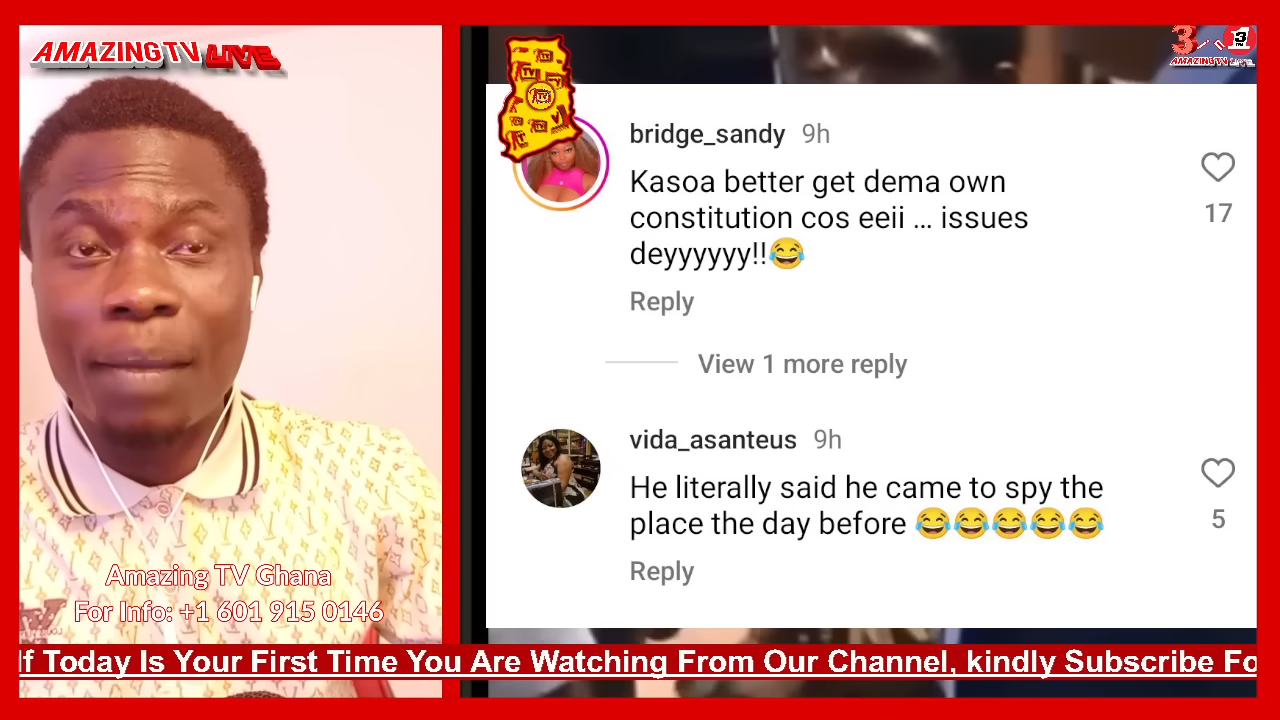 AMAZING TV LIVE
bridge_sandy 9h
Kasoa better get dema own
constitution cos eeii ... issues
deyyyyyy!!😂
17
Reply
View 1 more reply
vida_asanteus 9h
He literally said he came to spy the
place the day before 😂😂😂😂😂
5
Reply
Amazing TV Ghana
For Info: +1 601 915 0146
If Today Is Your First Time You Are Watching From Our Channel, kindly Subscribe Fo